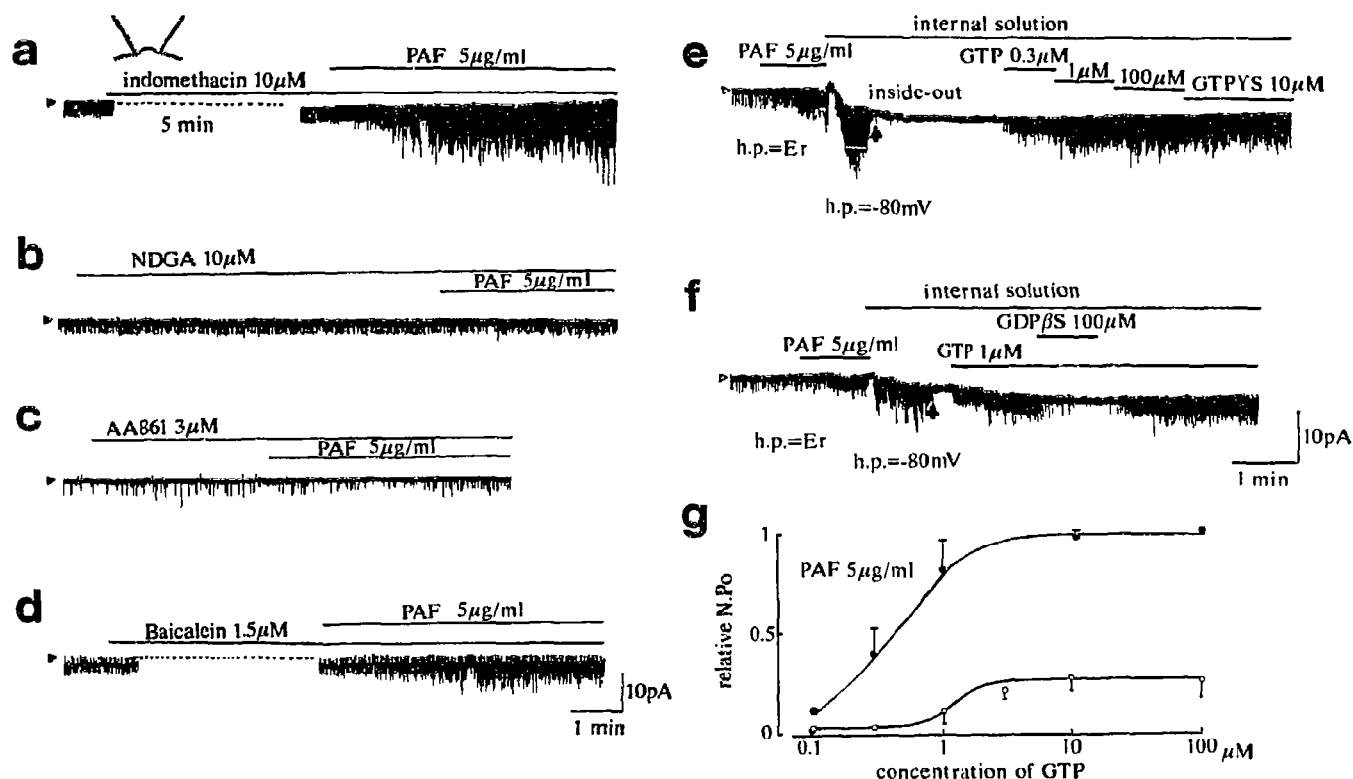 a
PAF 5μg/ml
indomethacin 10μM
5 min
b
NDGA 10μM
PAF 5μg/ml
c
AA861 3μM
PAF 5μg/ml
d
PAF 5μg/ml
Baicalein 1.5μM
10pA
1 min
e
internal solution
PAF 5μg/ml
GTP 0.3μM
1μM
100μM
GTPγS 10μM
inside-out
h.p.=Er
h.p.=-80mV
f
internal solution
GDPβS 100μM
PAF 5μg/ml
GTP 1μM
h.p.=Er
h.p.=-80mV
10pA
1 min
g
1
PAF 5μg/ml
0.5
relative N.Po
0
0.1
1
10
100 μM
concentration of GTP